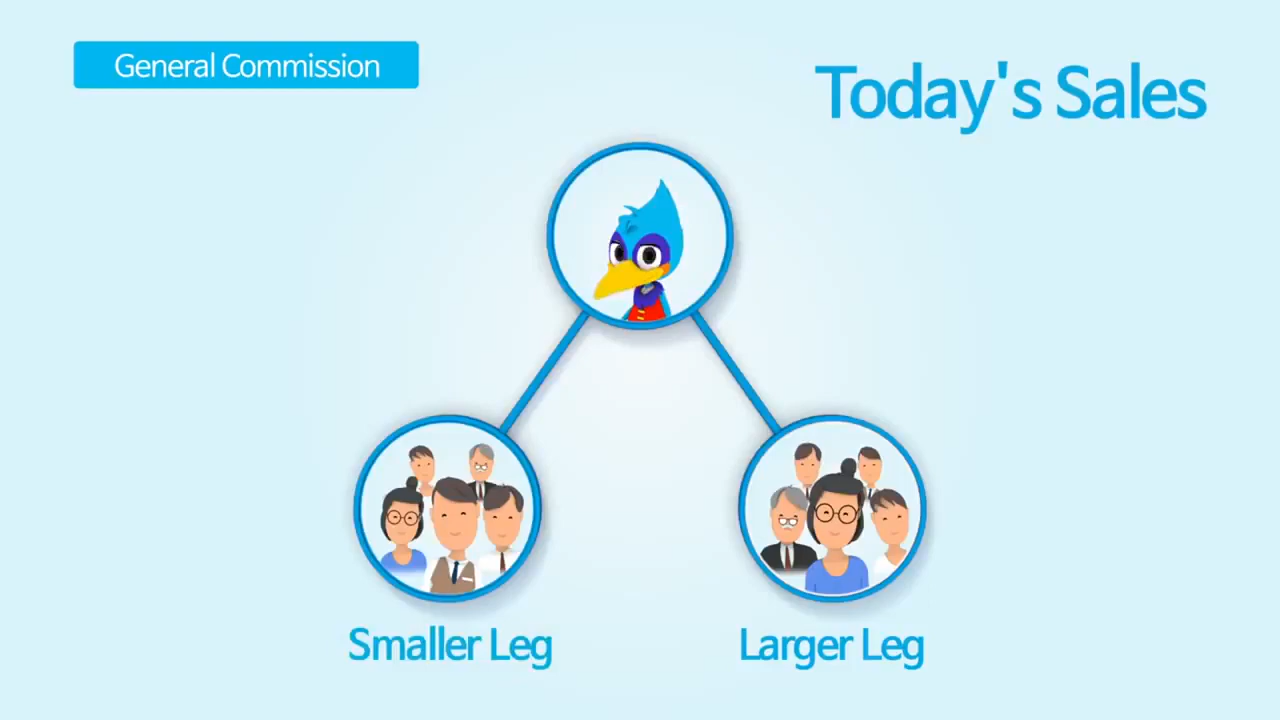 General Commission
Today's Sales
Smaller Leg
Larger Leg